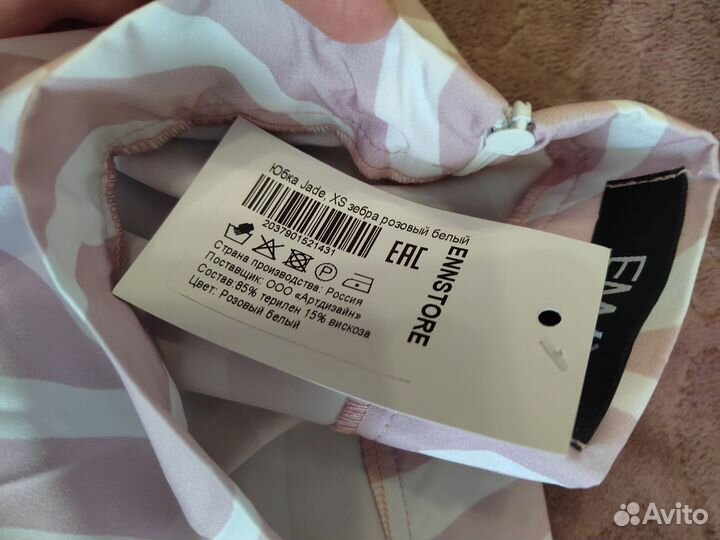 Юбка Jade, XS зебра розовый белый
2037901521431
P
EAC
Страна производства: Россия
Поставщик: ООО «Артдизайн»
Состав:85% терилен 15% вискоза
Цвет: Розовый белый
ENNSTORE
Avito